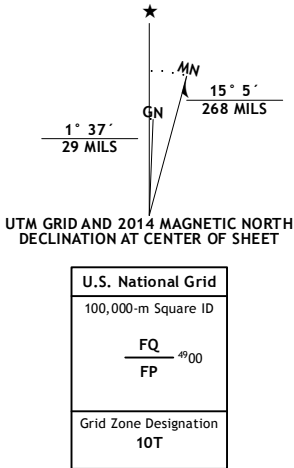 MN
GN
15° 5´
268 MILS
1° 37´
29 MILS
UTM GRID AND 2014 MAGNETIC NORTH
DECLINATION AT CENTER OF SHEET
U.S. National Grid
100,000-m Square ID
FQ
4900
FP
Grid Zone Designation
10T